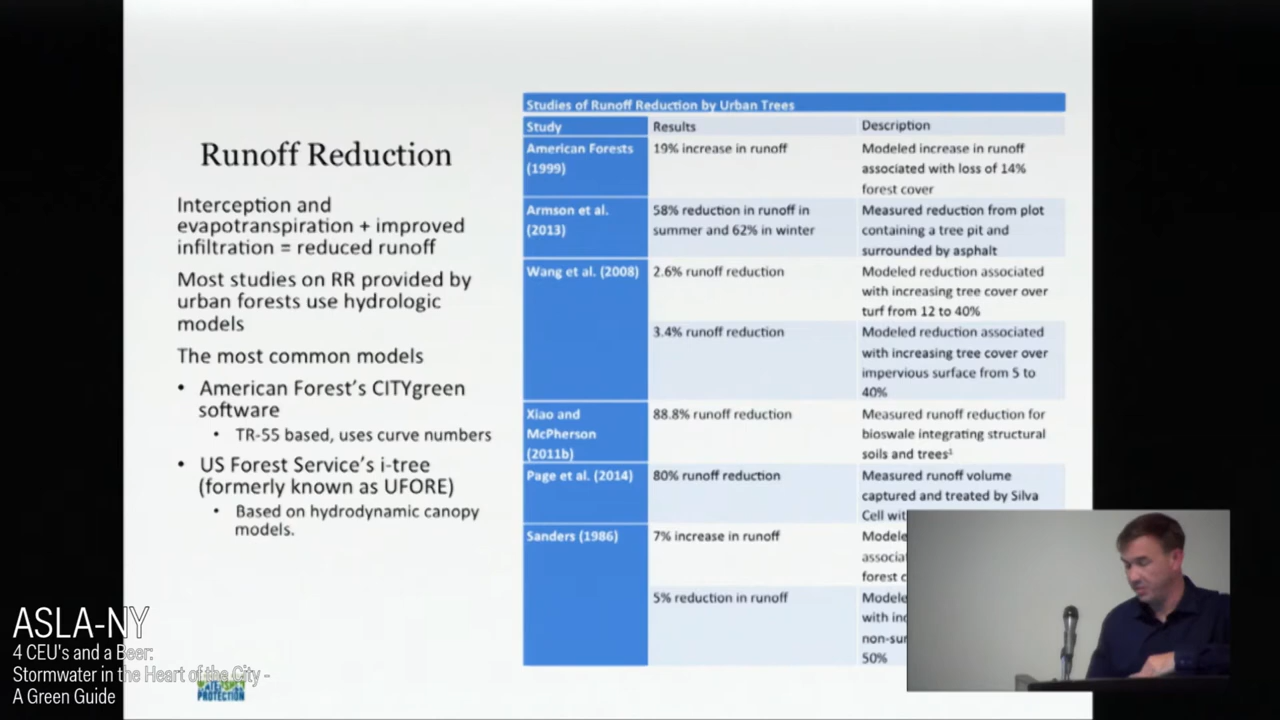 Runoff Reduction
Interception and
evapotranspiration + improved
infiltration = reduced runoff
Most studies on RR provided by
urban forests use hydrologic
models
The most common models
• American Forest's CITYgreen
software
• TR-55 based, uses curve numbers
• US Forest Service's i-tree
(formerly known as UFORE)
• Based on hydrodynamic canopy
models.
Studies of Runoff Reduction by Urban Trees
Study Results Description
American Forests 19% increase in runoff Modeled increase in runoff
(1999) associated with loss of 14%
forest cover
Armson et al. 58% reduction in runoff in Measured reduction from plot
(2013) summer and 62% in winter containing a tree pit and
surrounded by asphalt
Wang et al. (2008) 2.6% runoff reduction Modeled reduction associated
with increasing tree cover over
turf from 12 to 40%
3.4% runoff reduction Modeled reduction associated
with increasing tree cover over
impervious surface from 5 to
40%
Xiao and 88.8% runoff reduction Measured runoff reduction for
McPherson bioswale integrating structural
(2011b) soils and trees¹
Page et al. (2014) 80% runoff reduction Measured runoff volume
captured and treated by Silva
Cell
Sanders (1986) 7% increase in runoff
forest
5% reduction in runoff
50%
ASLA-NY
4 CEU's and a Beer:
Stormwater in the Heart of the City -
A Green Guide
PROTECTION